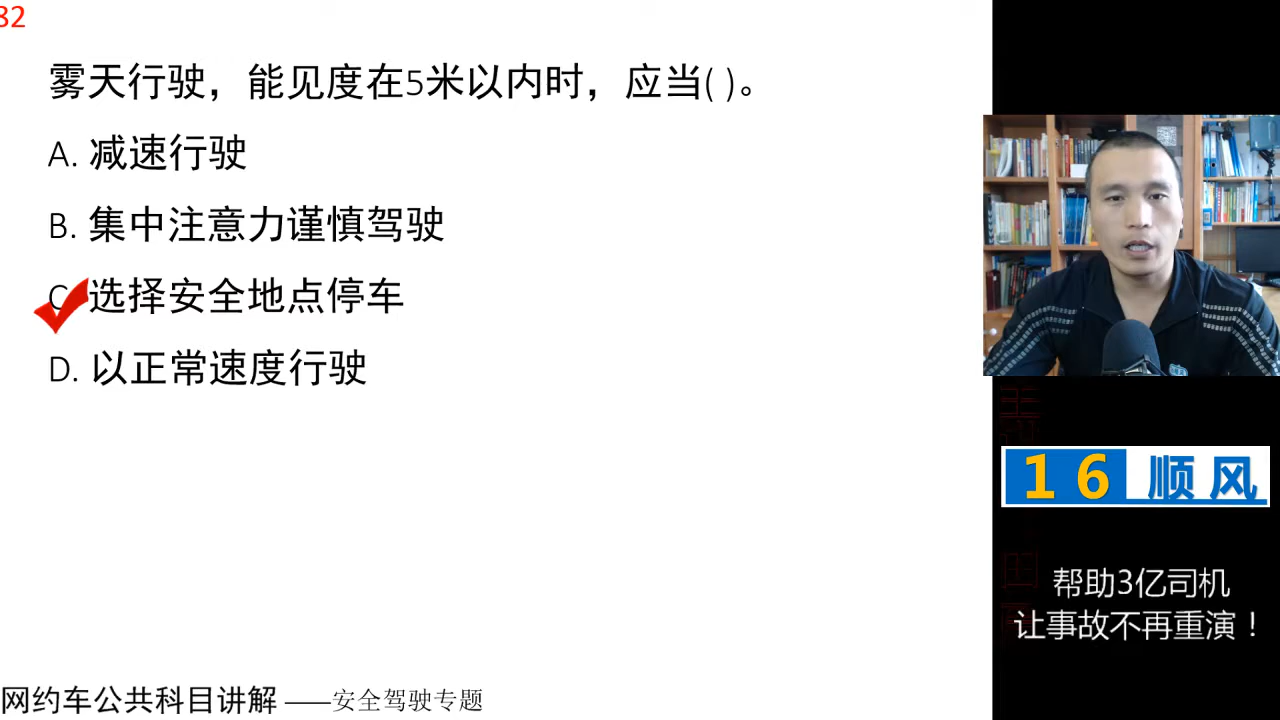 82
雾天行驶，能见度在5米以内时，应当( )。
A. 减速行驶
B. 集中注意力谨慎驾驶
C. 选择安全地点停车
D. 以正常速度行驶
16顺风
帮助3亿司机
让事故不再重演！
网约车公共科目讲解 ——安全驾驶专题